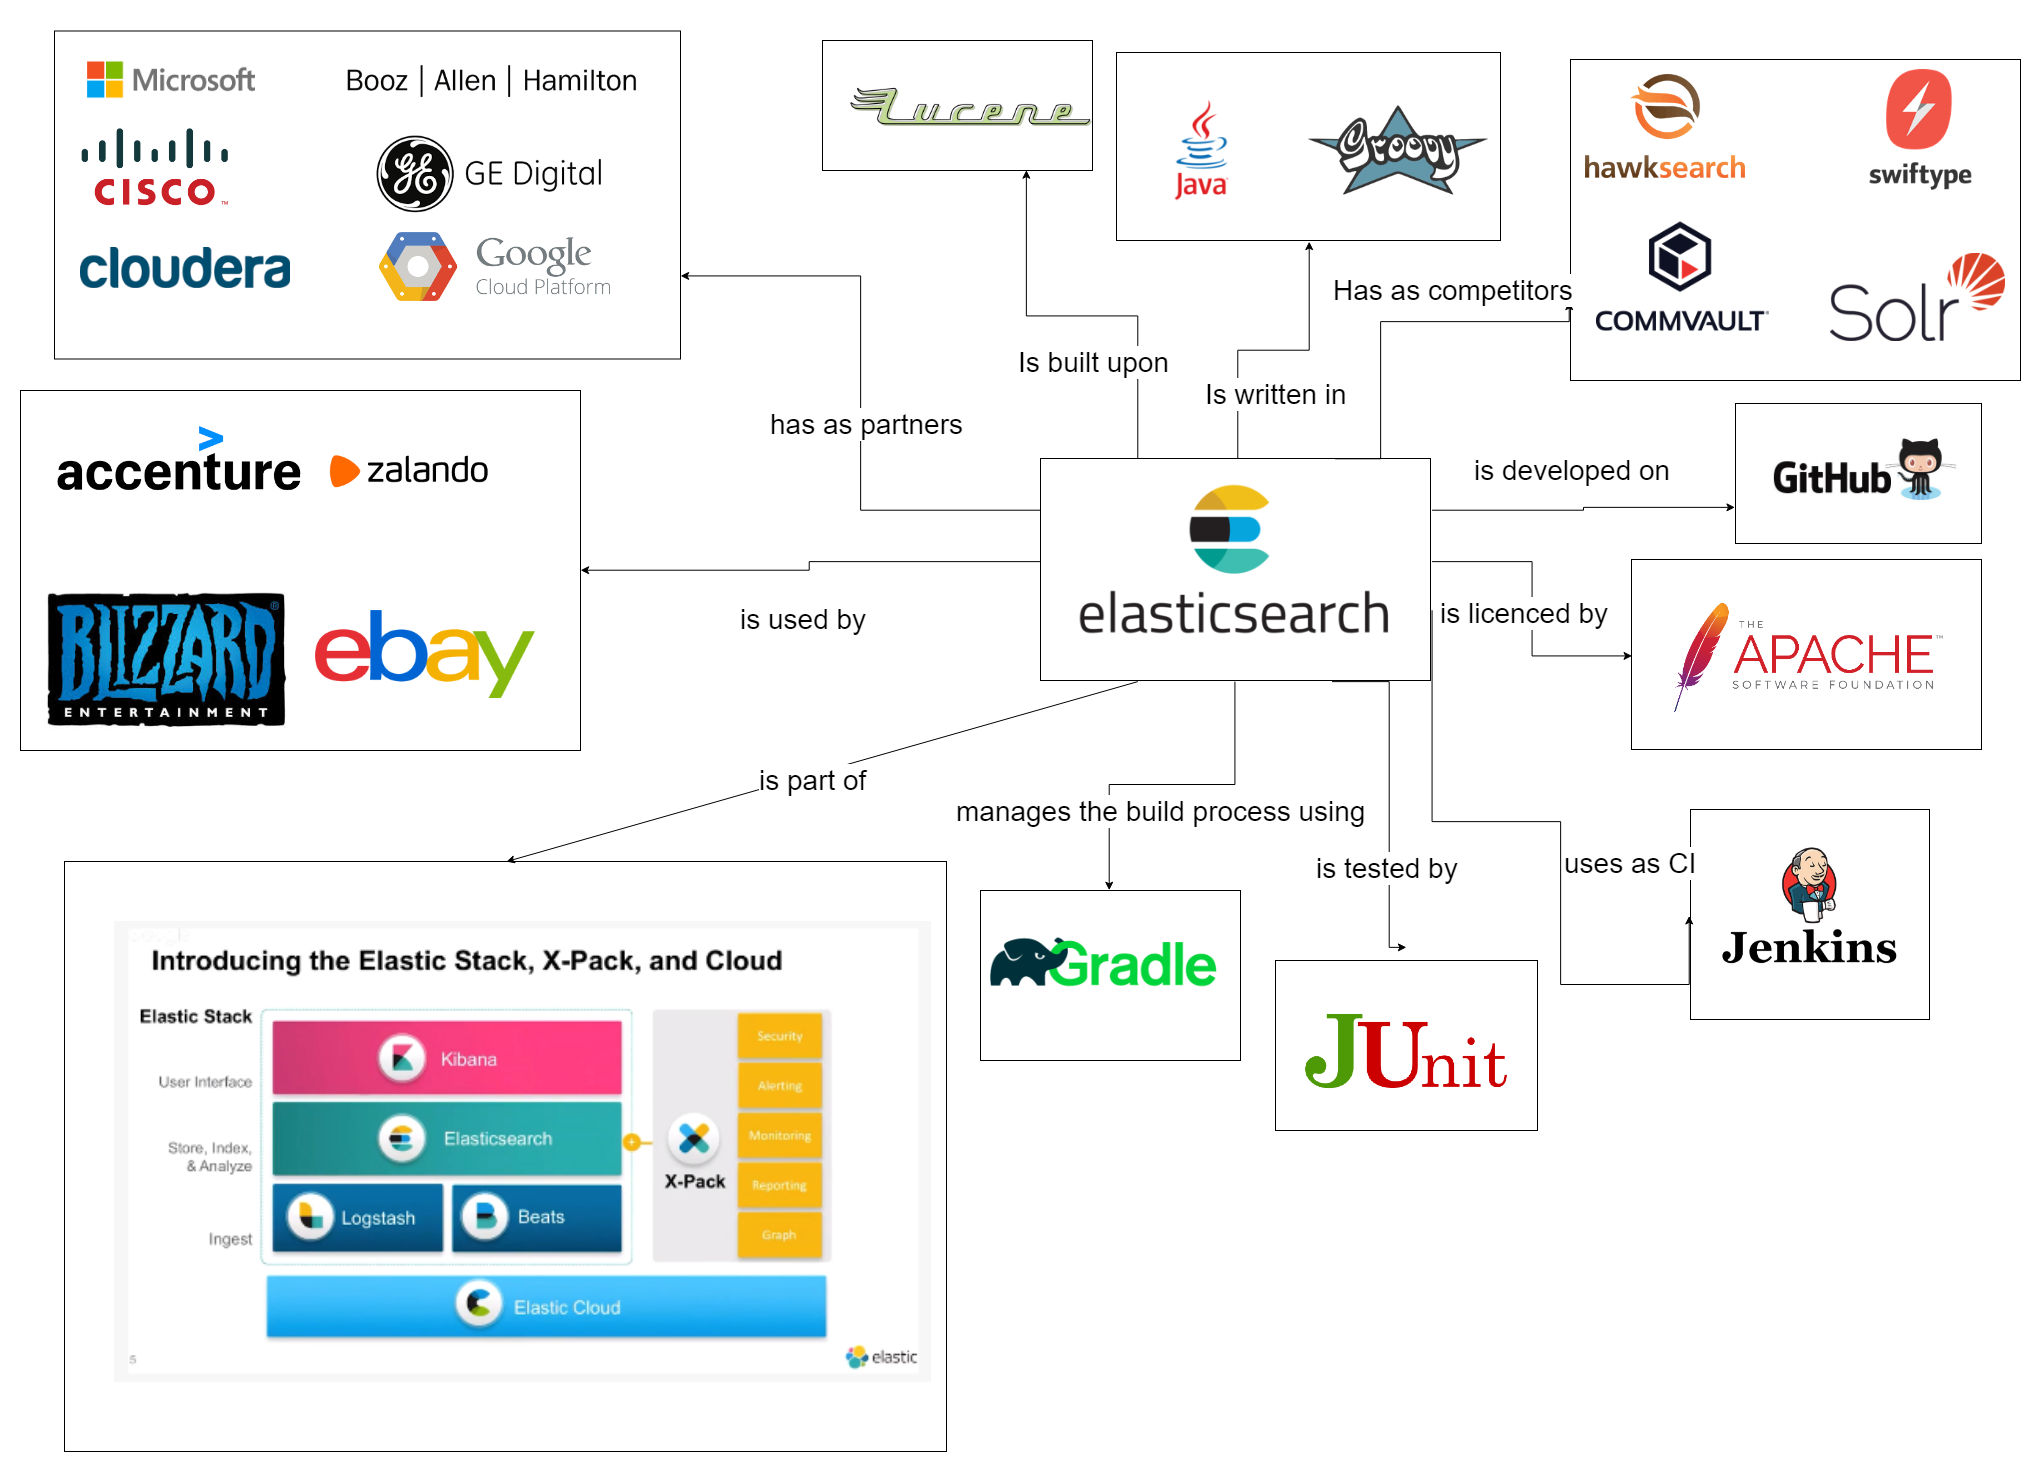 Microsoft
Booz | Allen | Hamilton
CISCO
TM
GE
GE Digital
cloudera
Google
Cloud Platform
Lucene
Java
Groovy
hawksearch
swiftype
COMMVAULT
Solr
Has as competitors
Is built upon
Is written in
has as partners
accenture
zalando
BLIZZARD
®
ENTERTAINMENT
ebay
is used by
elasticsearch
is developed on
GitHub
is licenced by
THE
APACHE
TM
SOFTWARE FOUNDATION
is part of
manages the build process using
is tested by
uses as CI
Gradle
JUnit
Jenkins
Introducing the Elastic Stack, X-Pack, and Cloud
Elastic Stack
User Interface
Store, Index,
& Analyze
Ingest
Kibana
Elasticsearch
Logstash
Beats
+
X-Pack
Security
Alerting
Monitoring
Reporting
Graph
Elastic Cloud
5
elastic